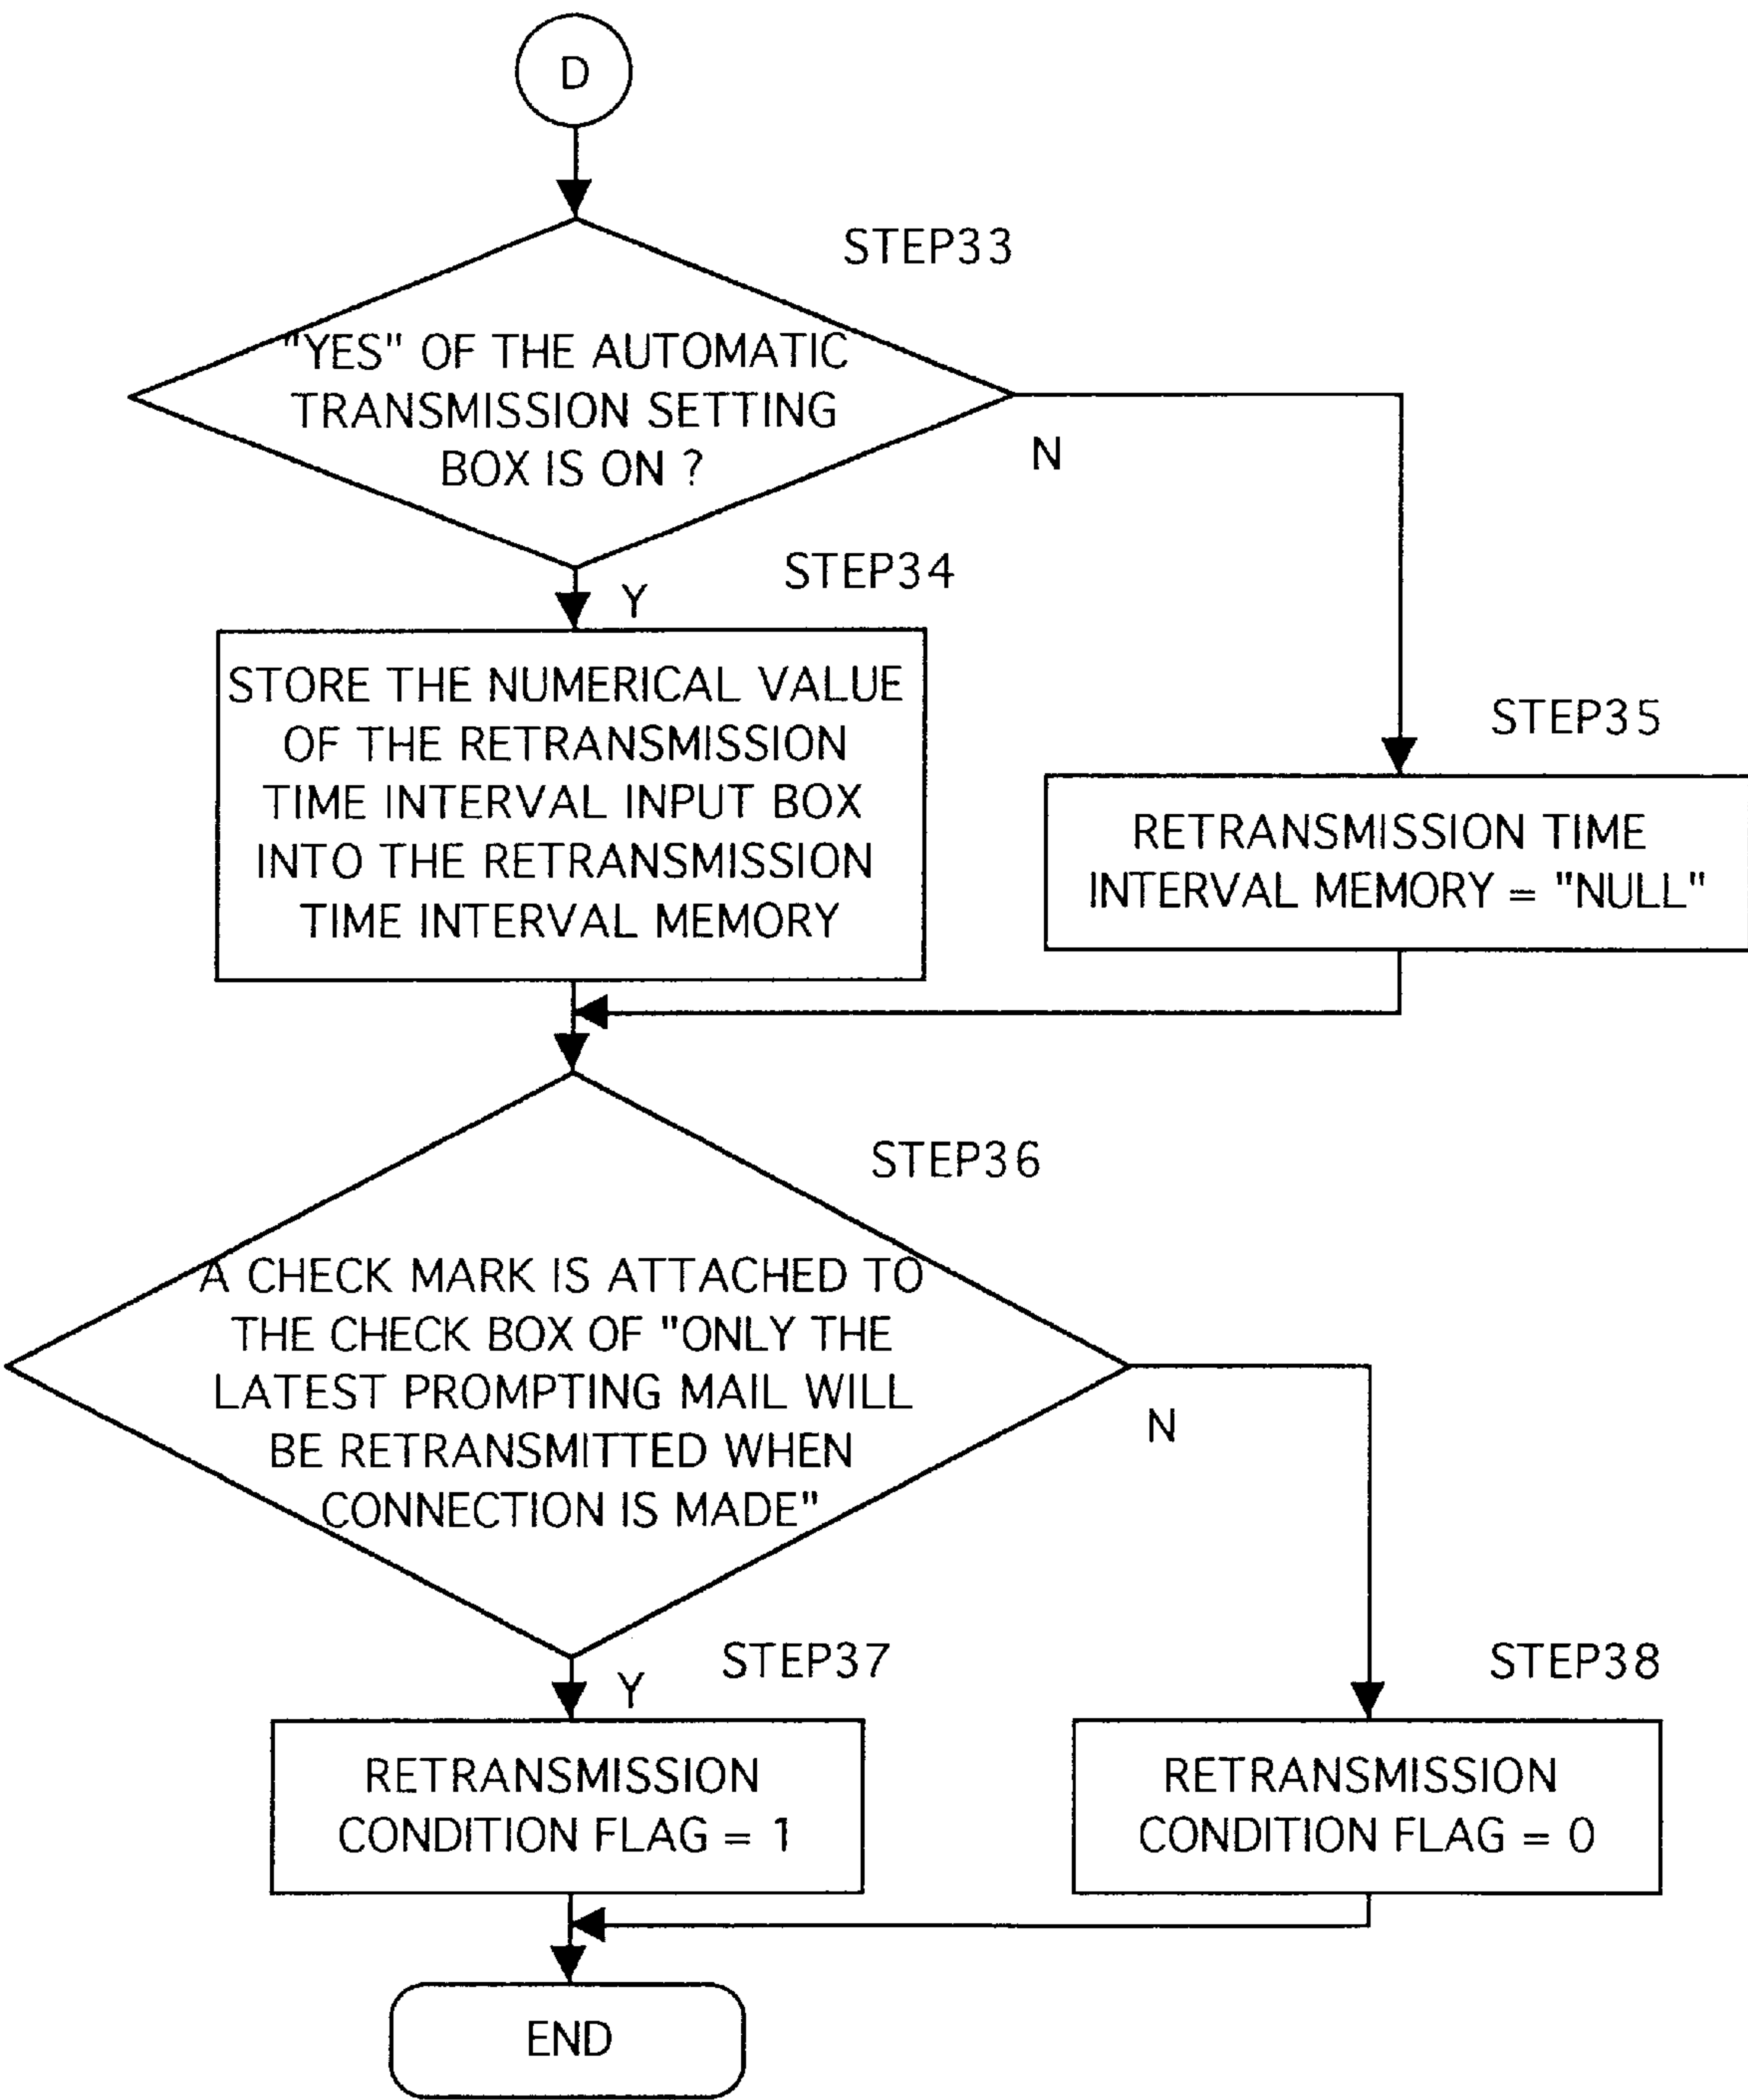 D
STEP33
"YES" OF THE AUTOMATIC
TRANSMISSION SETTING
BOX IS ON ?
N
STEP34
Y
STORE THE NUMERICAL VALUE
OF THE RETRANSMISSION
TIME INTERVAL INPUT BOX
INTO THE RETRANSMISSION
TIME INTERVAL MEMORY
STEP35
RETRANSMISSION TIME
INTERVAL MEMORY = "NULL"
STEP36
A CHECK MARK IS ATTACHED TO
THE CHECK BOX OF "ONLY THE
LATEST PROMPTING MAIL WILL
BE RETRANSMITTED WHEN
CONNECTION IS MADE"
N
STEP37
Y
RETRANSMISSION
CONDITION FLAG = 1
STEP38
RETRANSMISSION
CONDITION FLAG = 0
END